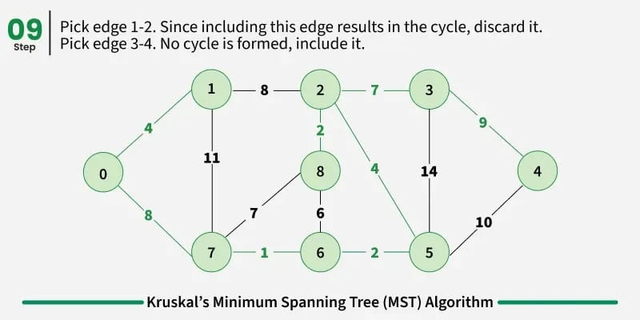 09
Step
Pick edge 1-2. Since including this edge results in the cycle, discard it.
Pick edge 3-4. No cycle is formed, include it.
1 8 2 7 3
4 2 9
11 4 14
0 8 4
8 7 6 10
7 1 6 2 5
Kruskal's Minimum Spanning Tree (MST) Algorithm